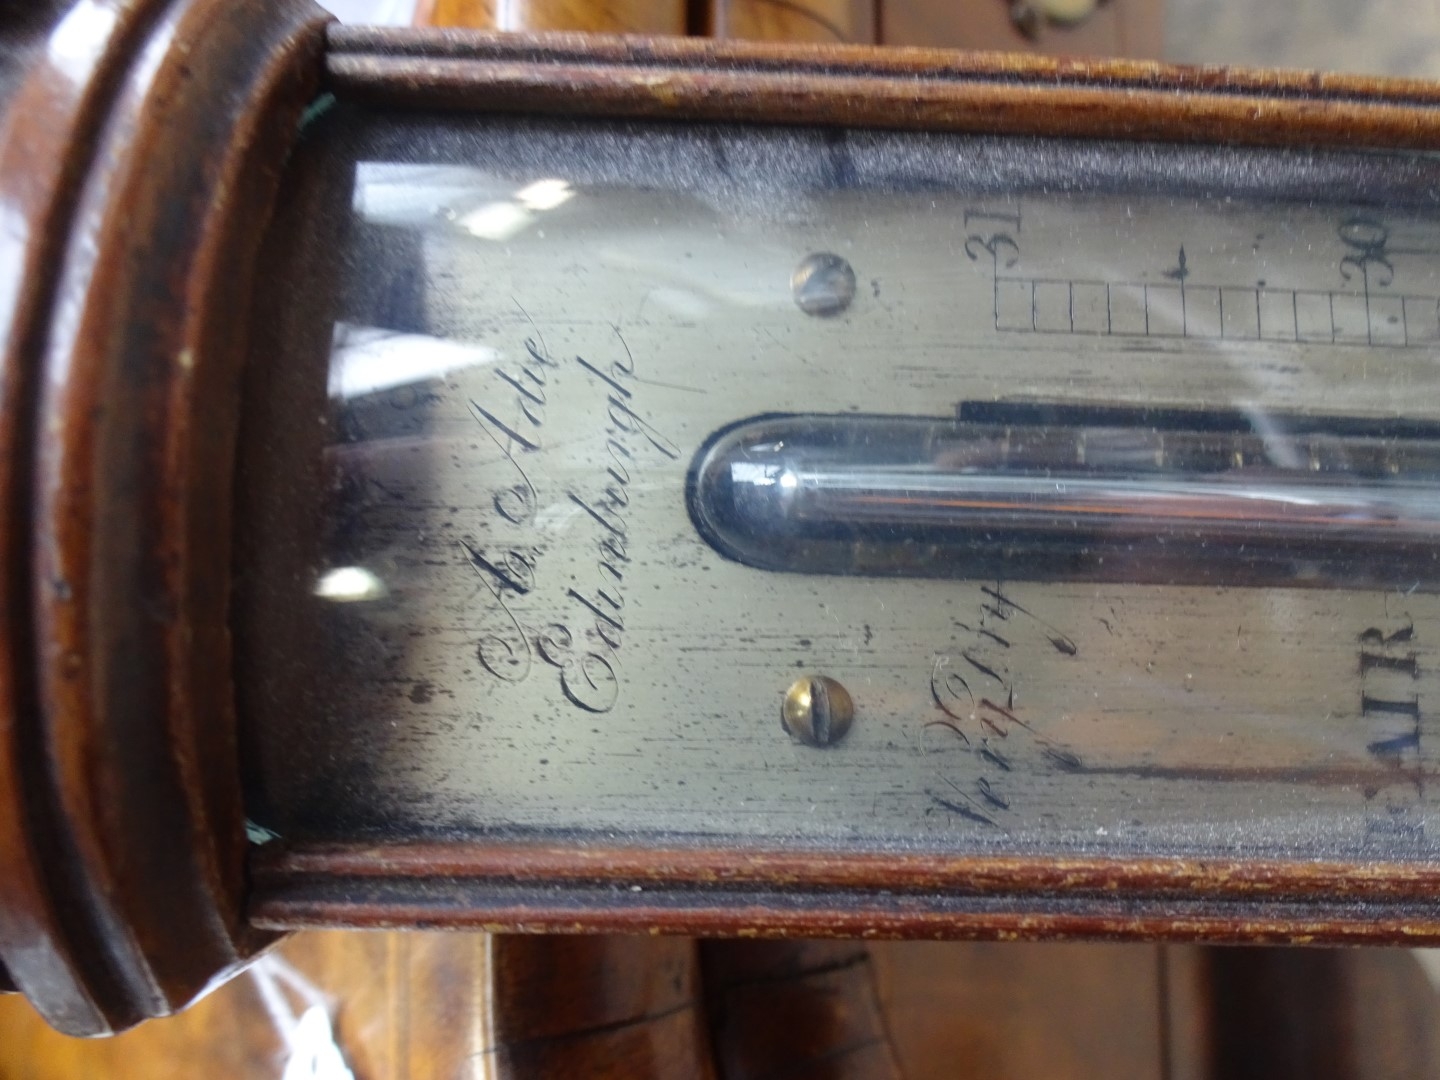 A Adie
Edinburgh
31
Very Dry
30
FAIR